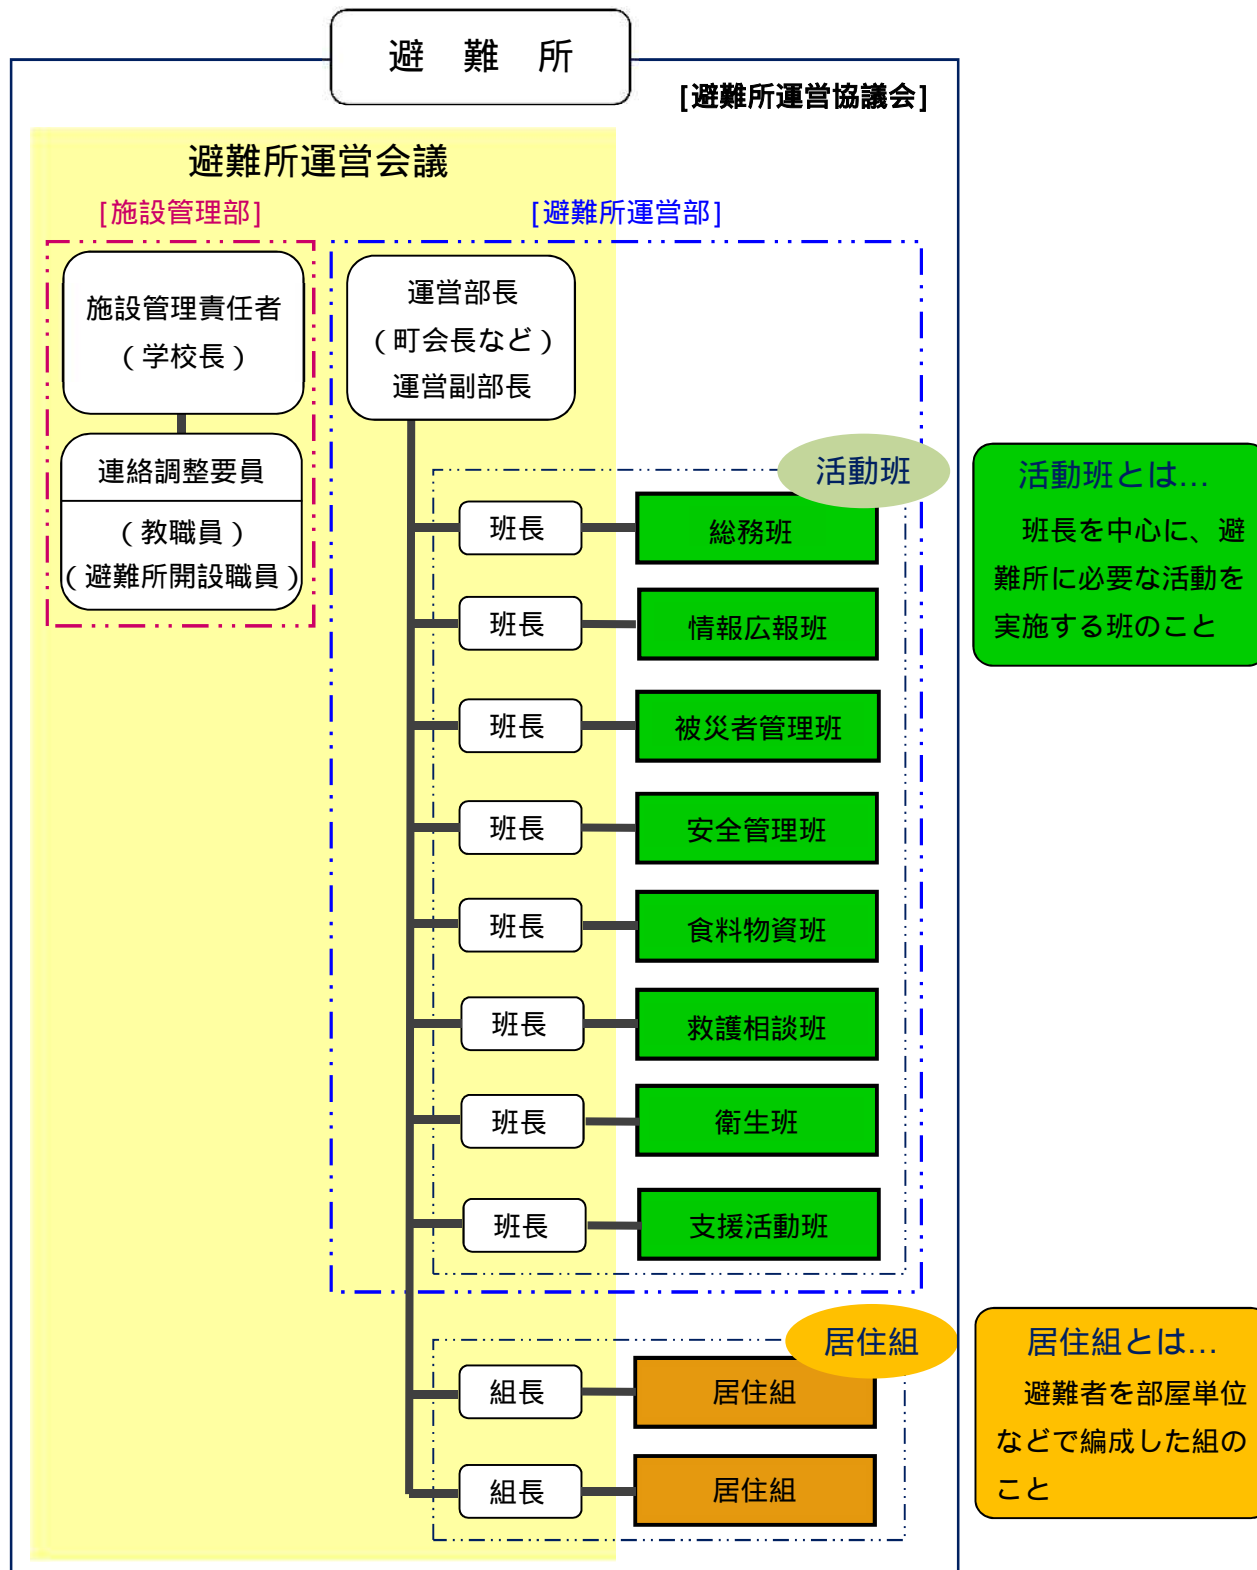 避難所
[避難所運営協議会]
避難所運営会議
[施設管理部]
[避難所運営部]
施設管理責任者
(学校長)
連絡調整要員
(教職員)
(避難所開設職員)
運営部長
(町会長など)
運営副部長
活動班
班長
総務班
班長
情報広報班
班長
被災者管理班
班長
安全管理班
班長
食料物資班
班長
救護相談班
班長
衛生班
班長
支援活動班
居住組
組長
居住組
組長
居住組
活動班とは…
班長を中心に、避
難所に必要な活動を
実施する班のこと
居住組とは…
避難者を部屋単位
などで編成した組の
こと